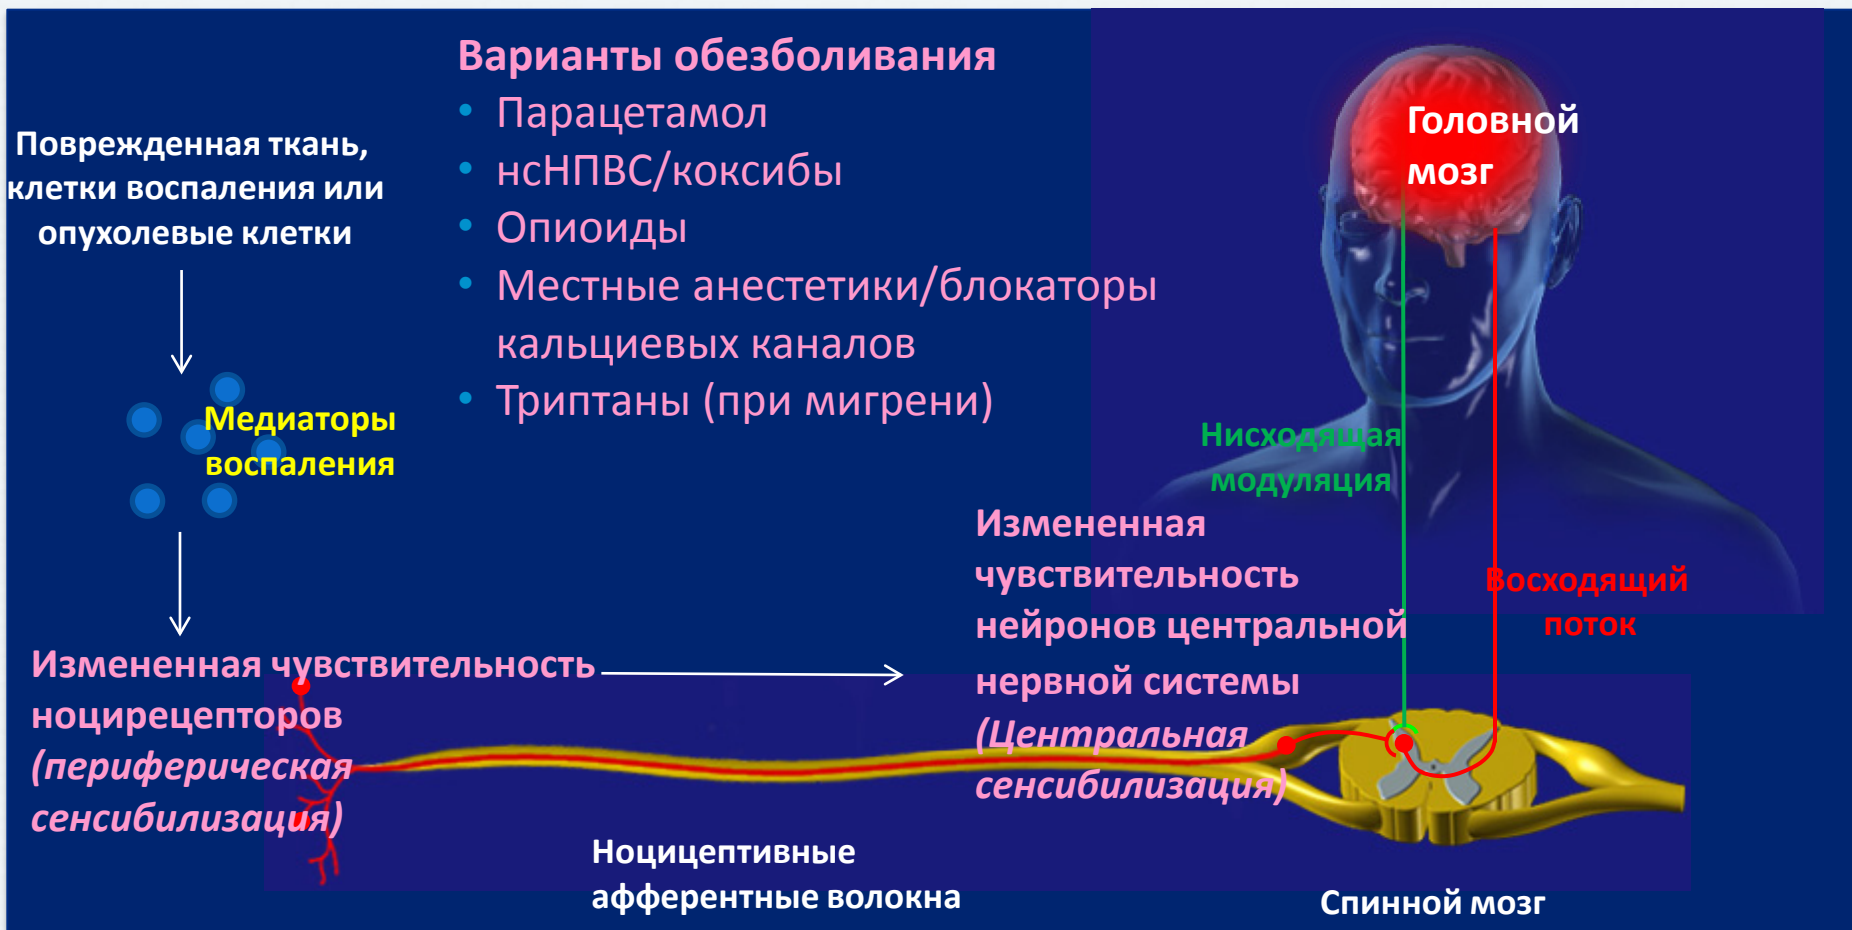 Варианты обезболивания
• Парацетамол
• нсНПВС/коксибы
• Опиоиды
• Местные анестетики/блокаторы
кальциевых каналов
• Триптаны (при мигрени)
Поврежденная ткань,
клетки воспаления или
опухолевые клетки
Медиаторы
воспаления
Измененная чувствительность
ноцирецепторов
(периферическая
сенсибилизация)
Ноцицептивные
афферентные волокна
Измененная
чувствительность
нейронов центральной
нервной системы
(Центральная
сенсибилизация)
Головной
мозг
Нисходящая
модуляция
Восходящий
поток
Спинной мозг